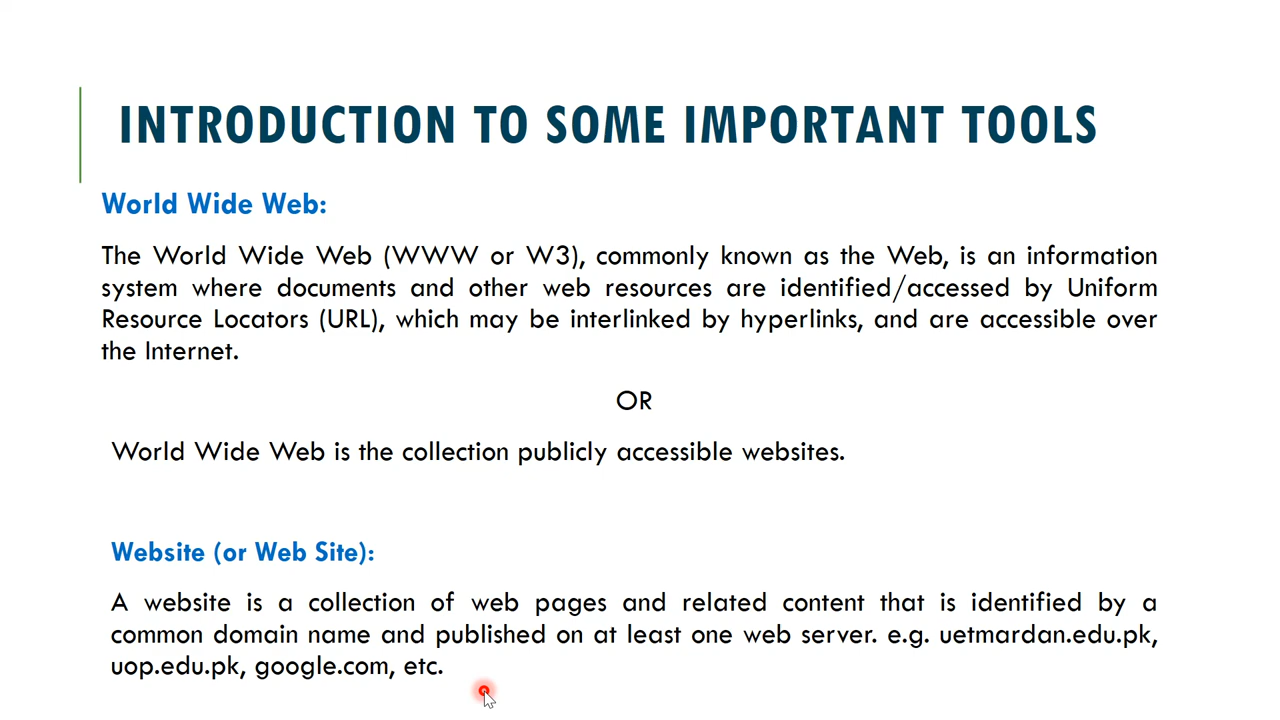 INTRODUCTION TO SOME IMPORTANT TOOLS
World Wide Web:
The World Wide Web (WWW or W3), commonly known as the Web, is an information
system where documents and other web resources are identified/accessed by Uniform
Resource Locators (URL), which may be interlinked by hyperlinks, and are accessible over
the Internet.
OR
World Wide Web is the collection publicly accessible websites.
Website (or Web Site):
A website is a collection of web pages and related content that is identified by a
common domain name and published on at least one web server. e.g. uetmardan.edu.pk,
uop.edu.pk, google.com, etc.